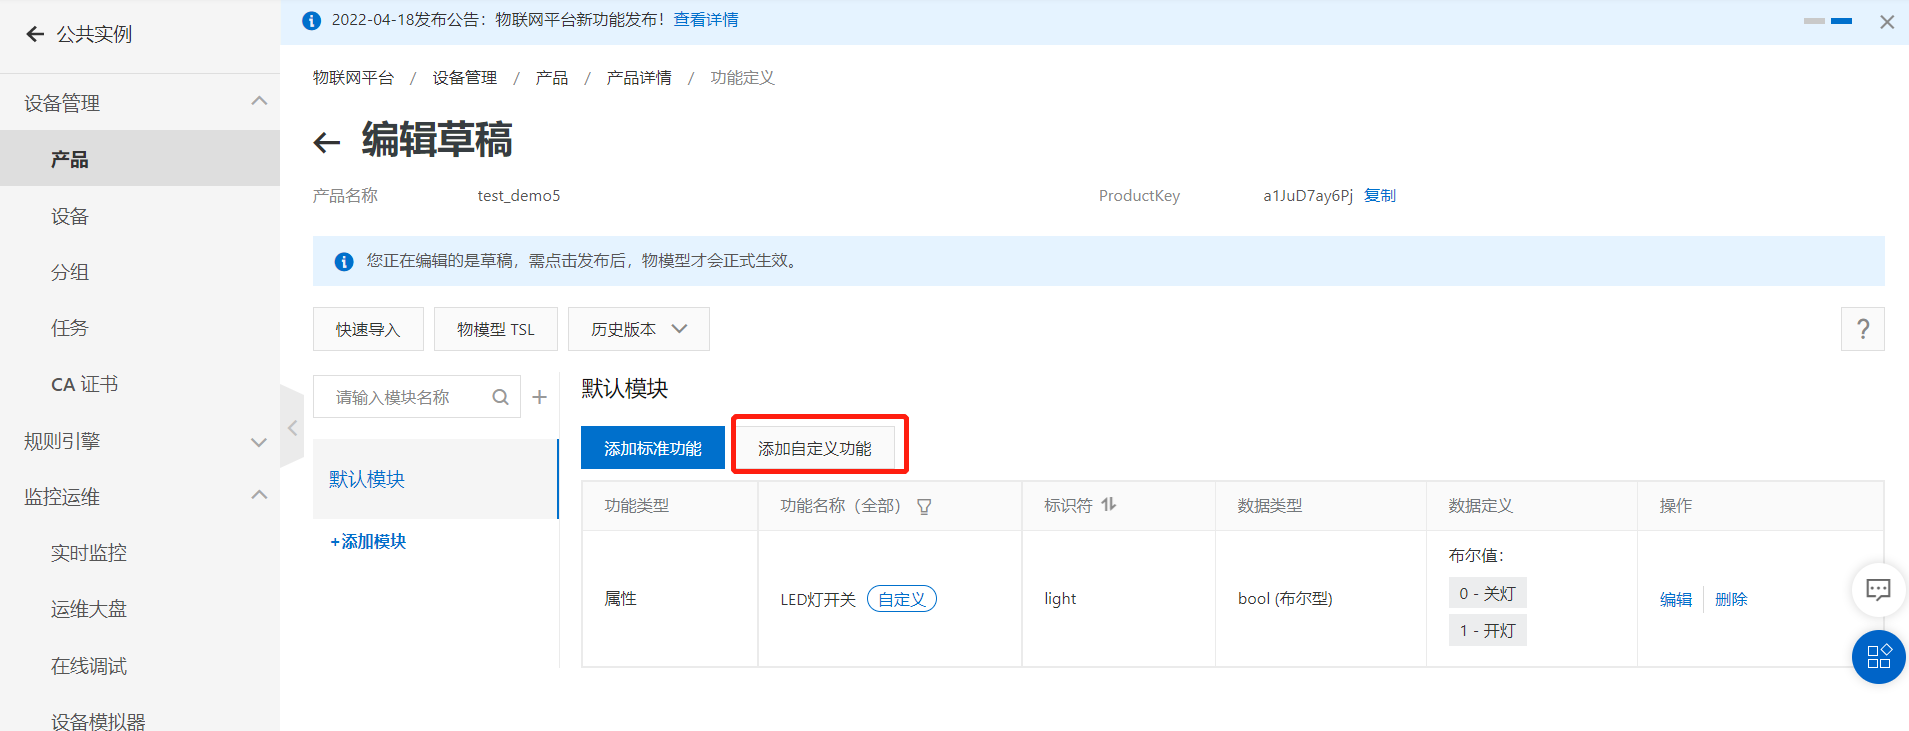 公共实例
设备管理
产品
设备
分组
任务
CA 证书
规则引擎
监控运维
实时监控
运维大盘
在线调试
设备模拟器
2022-04-18发布公告：物联网平台新功能发布！查看详情
物联网平台 / 设备管理 / 产品 / 产品详情 / 功能定义
编辑草稿
产品名称 test_demo5 ProductKey a1JuD7ay6Pj 复制
您正在编辑的是草稿，需点击发布后，物模型才会正式生效。
快速导入 物模型 TSL 历史版本 ?
请输入模块名称 +
默认模块
+添加模块
默认模块
添加标准功能 添加自定义功能
功能类型 功能名称（全部） 标识符 数据类型 数据定义 操作
属性 LED灯开关 自定义 light bool (布尔型) 布尔值：
0 - 关灯
1 - 开灯
编辑 删除